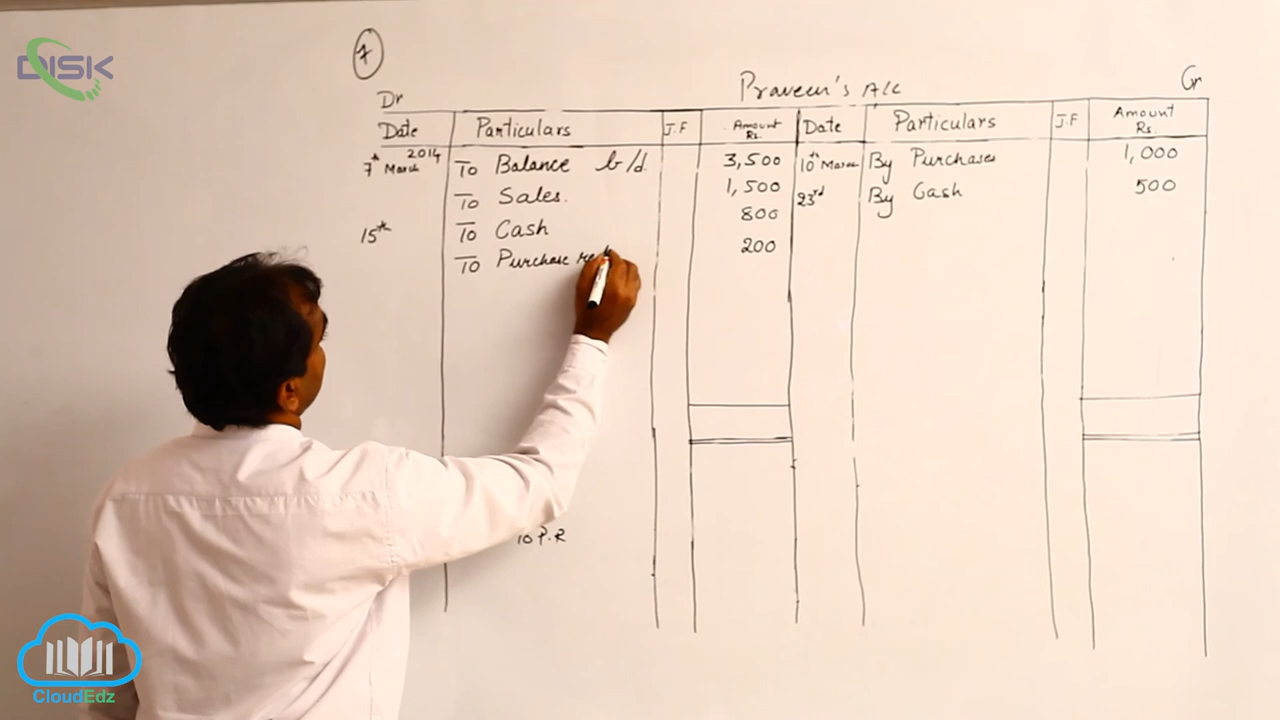 DISK
7
Dr Praveen's A/C Cr
Date Particulars J.F Amount Rs. Date Particulars J.F Amount Rs.
2014
7th March To Balance b/d. 3,500 10th March By Purchases 1,000
To Sales. 1,500 23rd By Cash 500
15th To Cash 800
To Purchase 200
To P.R
CloudEdz